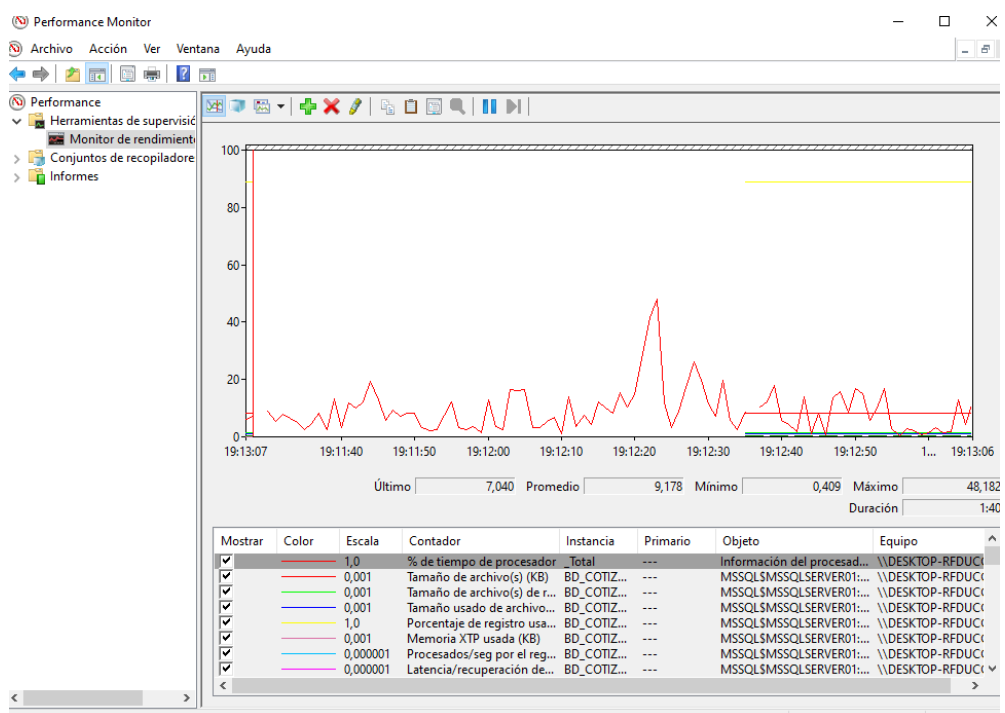 Performance Monitor
Archivo Acción Ver Ventana Ayuda
Performance
Herramientas de supervisió
Monitor de rendimiento
Conjuntos de recopiladore
Informes
100
80
60
40
20
0
19:13:07 19:11:40 19:11:50 19:12:00 19:12:10 19:12:20 19:12:30 19:12:40 19:12:50 1... 19:13:06
Último 7,040 Promedio 9,178 Mínimo 0,409 Máximo 48,182
Duración 1:40
Mostrar Color Escala Contador Instancia Primario Objeto Equipo
1,0 % de tiempo de procesador _Total --- Información del procesad... \\DESKTOP-RFDUC
0,001 Tamaño de archivo(s) (KB) BD_COTIZ... --- MSSQL$MSSQLSERVER01:... \\DESKTOP-RFDUC
0,001 Tamaño de archivo(s) de r... BD_COTIZ... --- MSSQL$MSSQLSERVER01:... \\DESKTOP-RFDUC
0,001 Tamaño usado de archivo... BD_COTIZ... --- MSSQL$MSSQLSERVER01:... \\DESKTOP-RFDUC
1,0 Porcentaje de registro usa... BD_COTIZ... --- MSSQL$MSSQLSERVER01:... \\DESKTOP-RFDUC
0,001 Memoria XTP usada (KB) BD_COTIZ... --- MSSQL$MSSQLSERVER01:... \\DESKTOP-RFDUC
0,000001 Procesados/seg por el reg... BD_COTIZ... --- MSSQL$MSSQLSERVER01:... \\DESKTOP-RFDUC
0,000001 Latencia/recuperación de... BD_COTIZ... --- MSSQL$MSSQLSERVER01:... \\DESKTOP-RFDUC